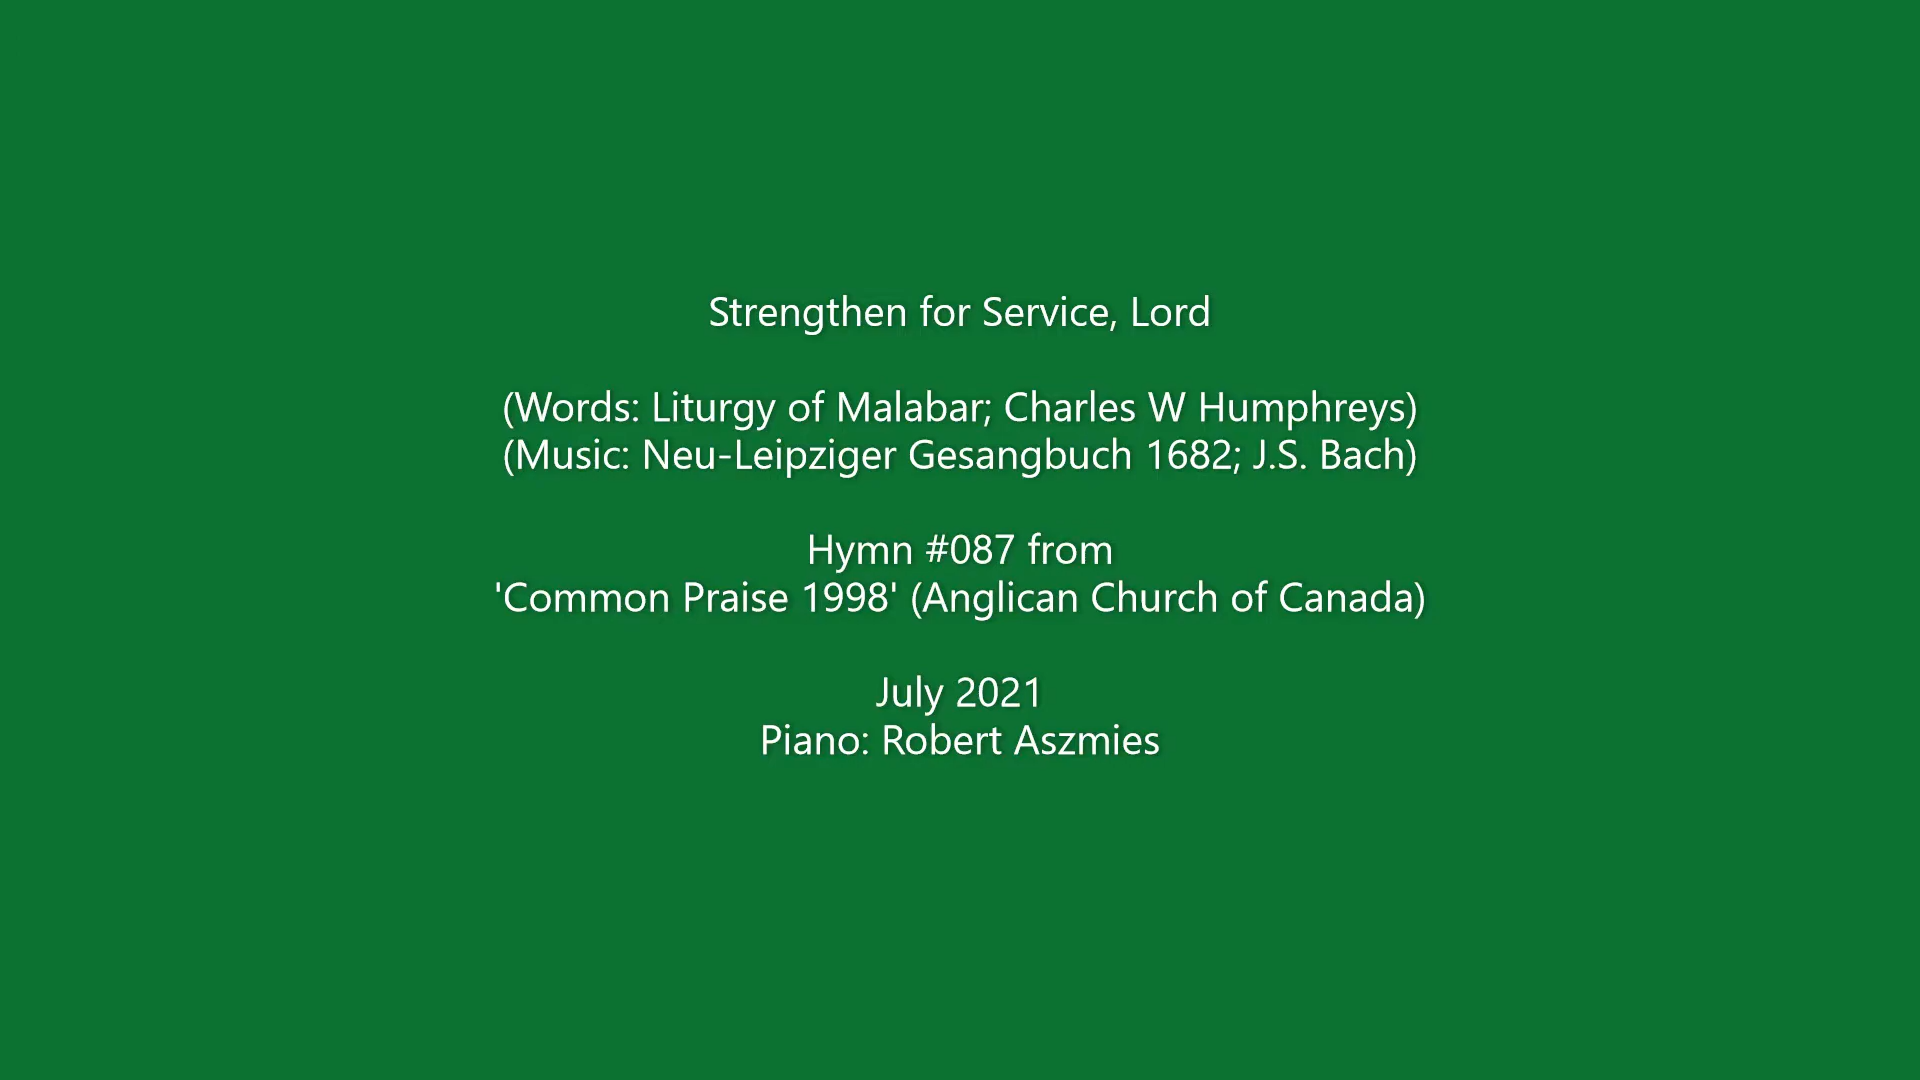 Strengthen for Service, Lord
(Words: Liturgy of Malabar; Charles W Humphreys)
(Music: Neu-Leipziger Gesangbuch 1682; J.S. Bach)
Hymn #087 from
'Common Praise 1998' (Anglican Church of Canada)
July 2021
Piano: Robert Aszmies